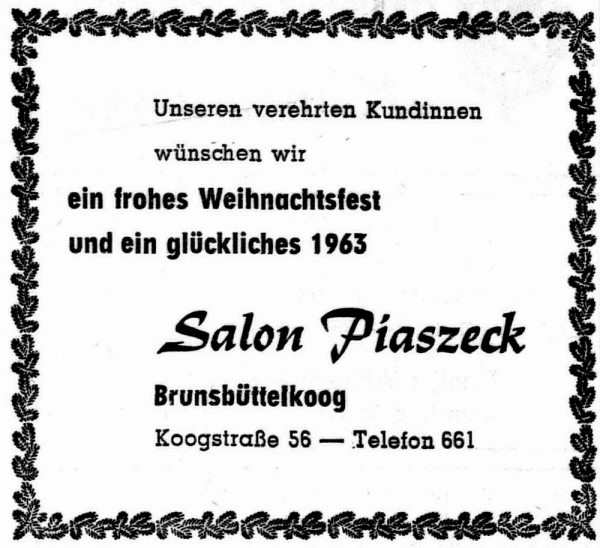 Unseren verehrten Kundinnen
wünschen wir
ein frohes Weihnachtsfest
und ein glückliches 1963
Salon Piaszeck
Brunsbüttelkoog
Koogstraße 56 — Telefon 661